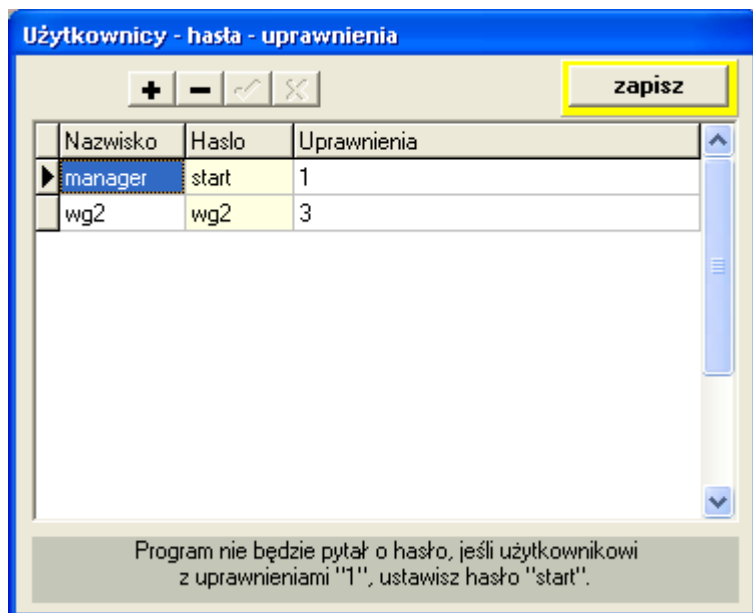 Użytkownicy - hasła - uprawnienia
zapisz
Nazwisko Haslo Uprawnienia
manager start 1
wg2 wg2 3
Program nie będzie pytał o hasło, jeśli użytkownikowi
z uprawnieniami "1", ustawisz hasło "start".